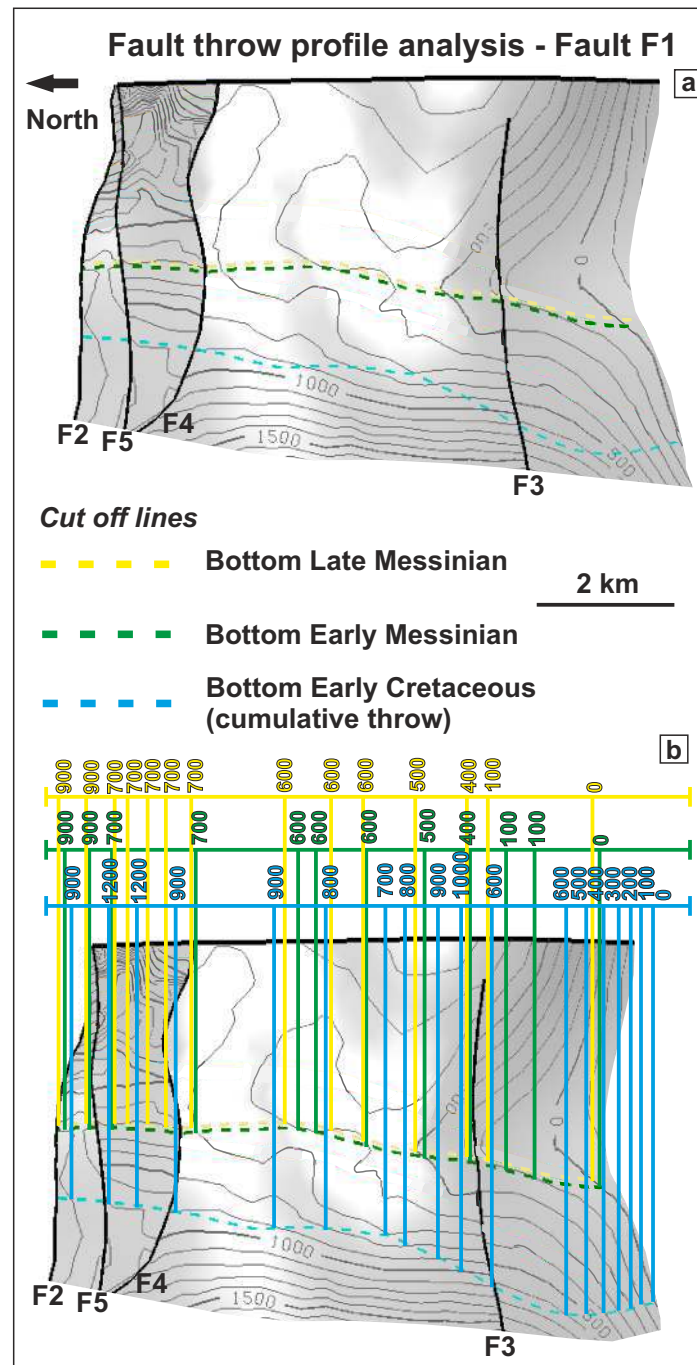 Fault throw profile analysis - Fault F1
North
a
00
0
1000
1500
500
F2
F5
F4
F3
Cut off lines
Bottom Late Messinian
2 km
Bottom Early Messinian
Bottom Early Cretaceous
(cumulative throw)
b
900 900 700 700 700 700 700 600 600 600 500 400 100 0
900 900 700 700 600 600 600 500 400 100 100 0
900 1200 1200 900 900 800 700 800 900 1000 600 600 500 400 300 200 100 0
00
0
1000
1500
500
F2
F5
F4
F3